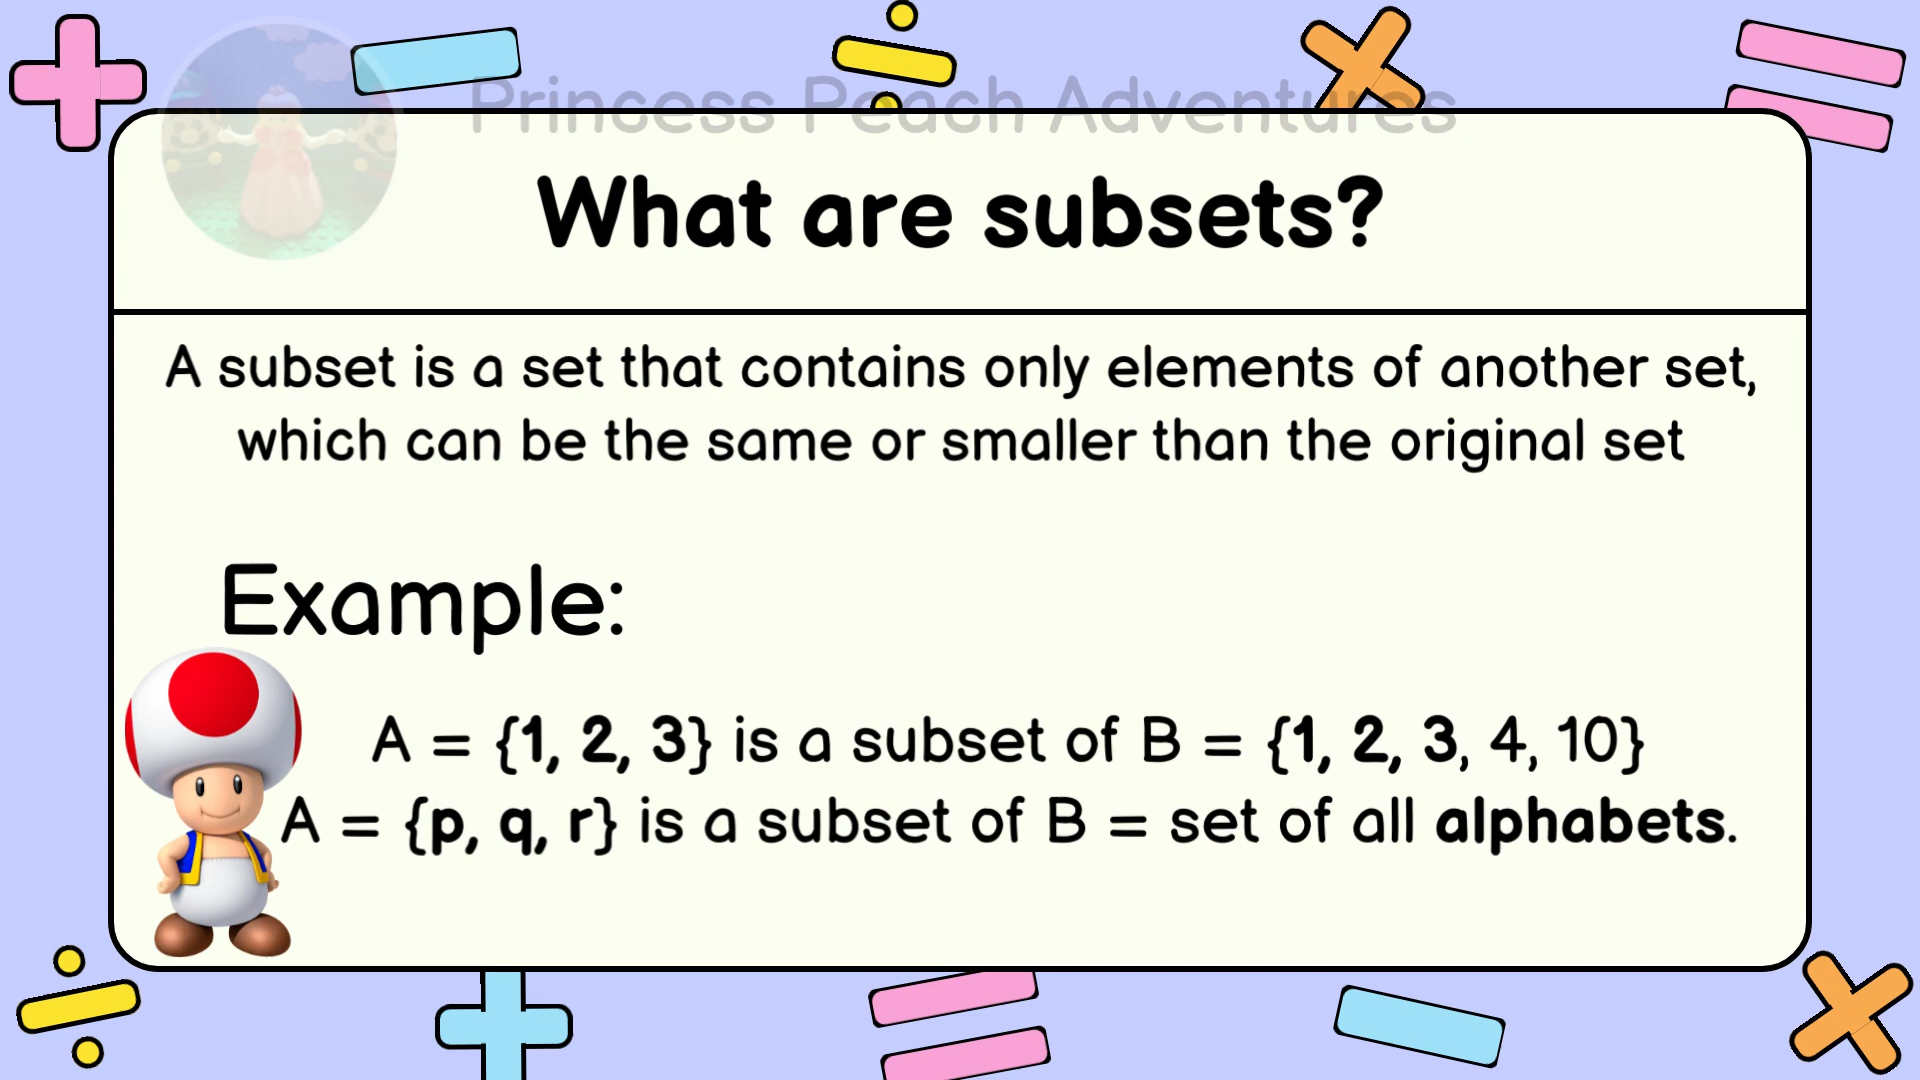 Princess Peach Adventures
What are subsets?
A subset is a set that contains only elements of another set,
which can be the same or smaller than the original set
Example:
A = {1, 2, 3} is a subset of B = {1, 2, 3, 4, 10}
A = {p, q, r} is a subset of B = set of all alphabets.